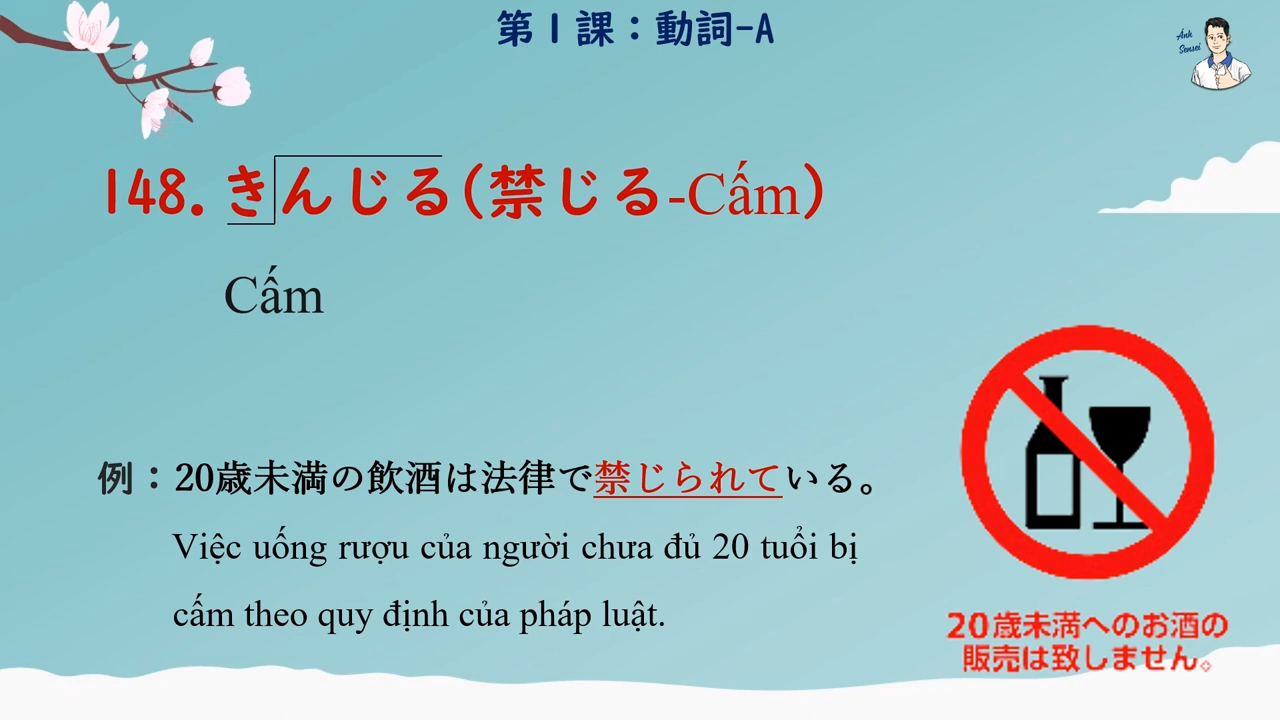 第1課：動詞-A
Anh
Sensei
148. きんじる(禁じる-Cấm)
Cấm
例：20歳未満の飲酒は法律で禁じられている。
Việc uống rượu của người chưa đủ 20 tuổi bị
cấm theo quy định của pháp luật.
20歳未満へのお酒の
販売は致しません。